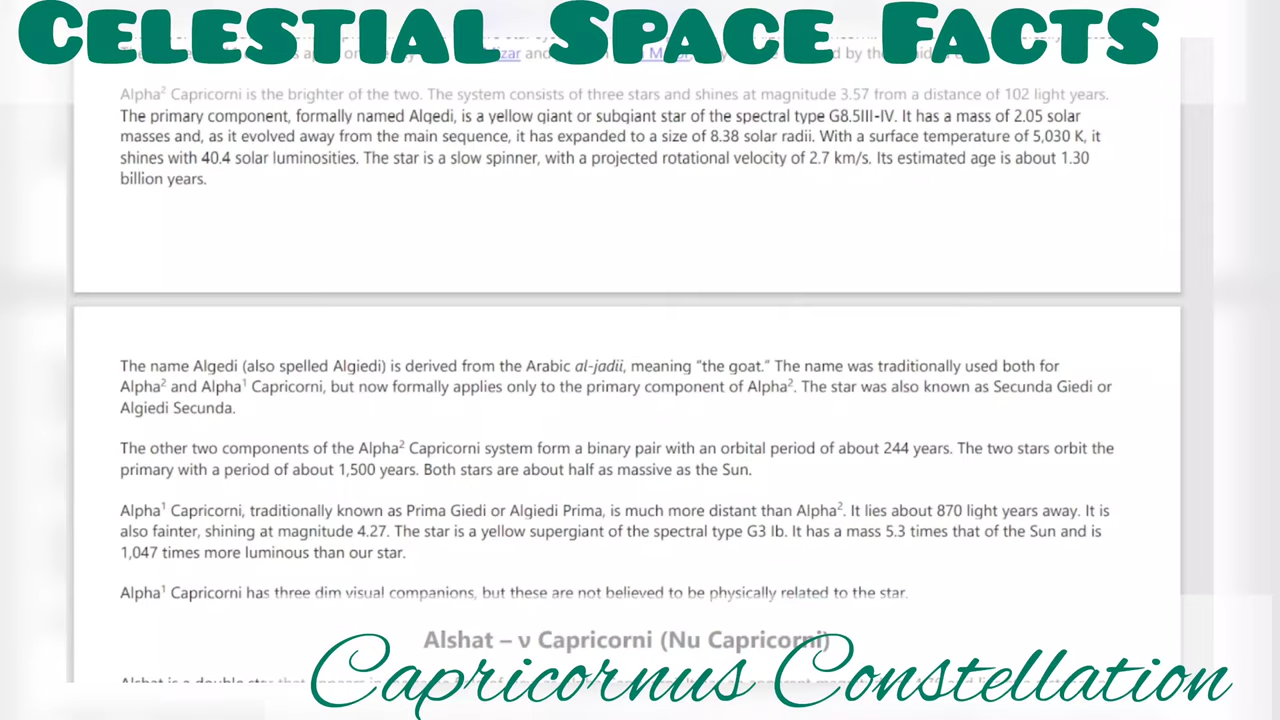 Celestial Space Facts
Alpha² Capricorni is the brighter of the two. The system consists of three stars and shines at magnitude 3.57 from a distance of 102 light years.
The primary component, formally named Algedi, is a yellow giant or subgiant star of the spectral type G8.5III-IV. It has a mass of 2.05 solar
masses and, as it evolved away from the main sequence, it has expanded to a size of 8.38 solar radii. With a surface temperature of 5,030 K, it
shines with 40.4 solar luminosities. The star is a slow spinner, with a projected rotational velocity of 2.7 km/s. Its estimated age is about 1.30
billion years.
The name Algedi (also spelled Algiedi) is derived from the Arabic al-jadii, meaning “the goat.” The name was traditionally used both for
Alpha² and Alpha¹ Capricorni, but now formally applies only to the primary component of Alpha². The star was also known as Secunda Giedi or
Algiedi Secunda.
The other two components of the Alpha² Capricorni system form a binary pair with an orbital period of about 244 years. The two stars orbit the
primary with a period of about 1,500 years. Both stars are about half as massive as the Sun.
Alpha¹ Capricorni, traditionally known as Prima Giedi or Algiedi Prima, is much more distant than Alpha². It lies about 870 light years away. It is
also fainter, shining at magnitude 4.27. The star is a yellow supergiant of the spectral type G3 Ib. It has a mass 5.3 times that of the Sun and is
1,047 times more luminous than our star.
Alpha¹ Capricorni has three dim visual companions, but these are not believed to be physically related to the star.
Alshat – ν Capricorni (Nu Capricorni)
Alshat is a double star that
Capricornus Constellation